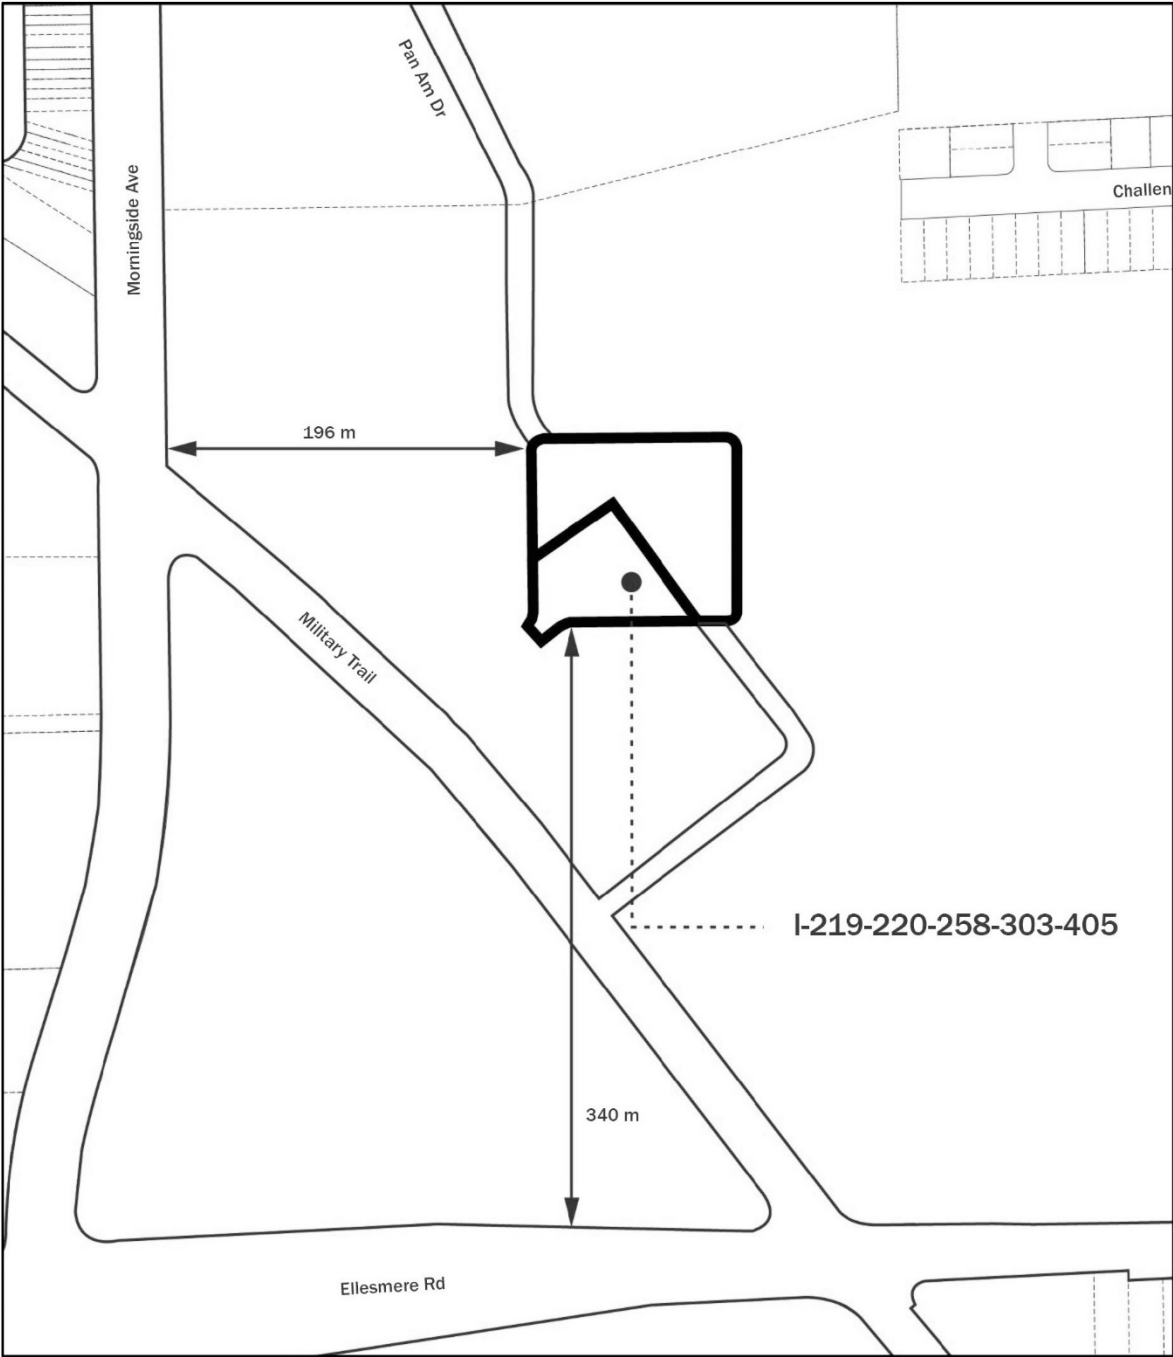 Pan Am Dr
Morningside Ave
Challen
196 m
Military Trail
I-219-220-258-303-405
340 m
Ellesmere Rd